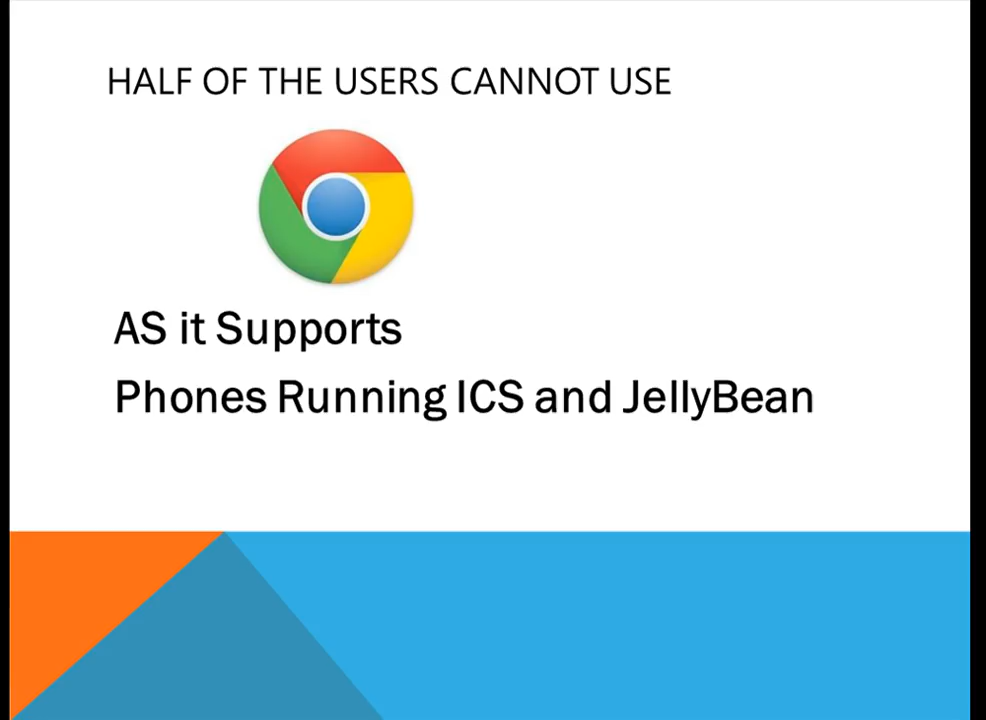 HALF OF THE USERS CANNOT USE
AS it Supports
Phones Running ICS and JellyBean